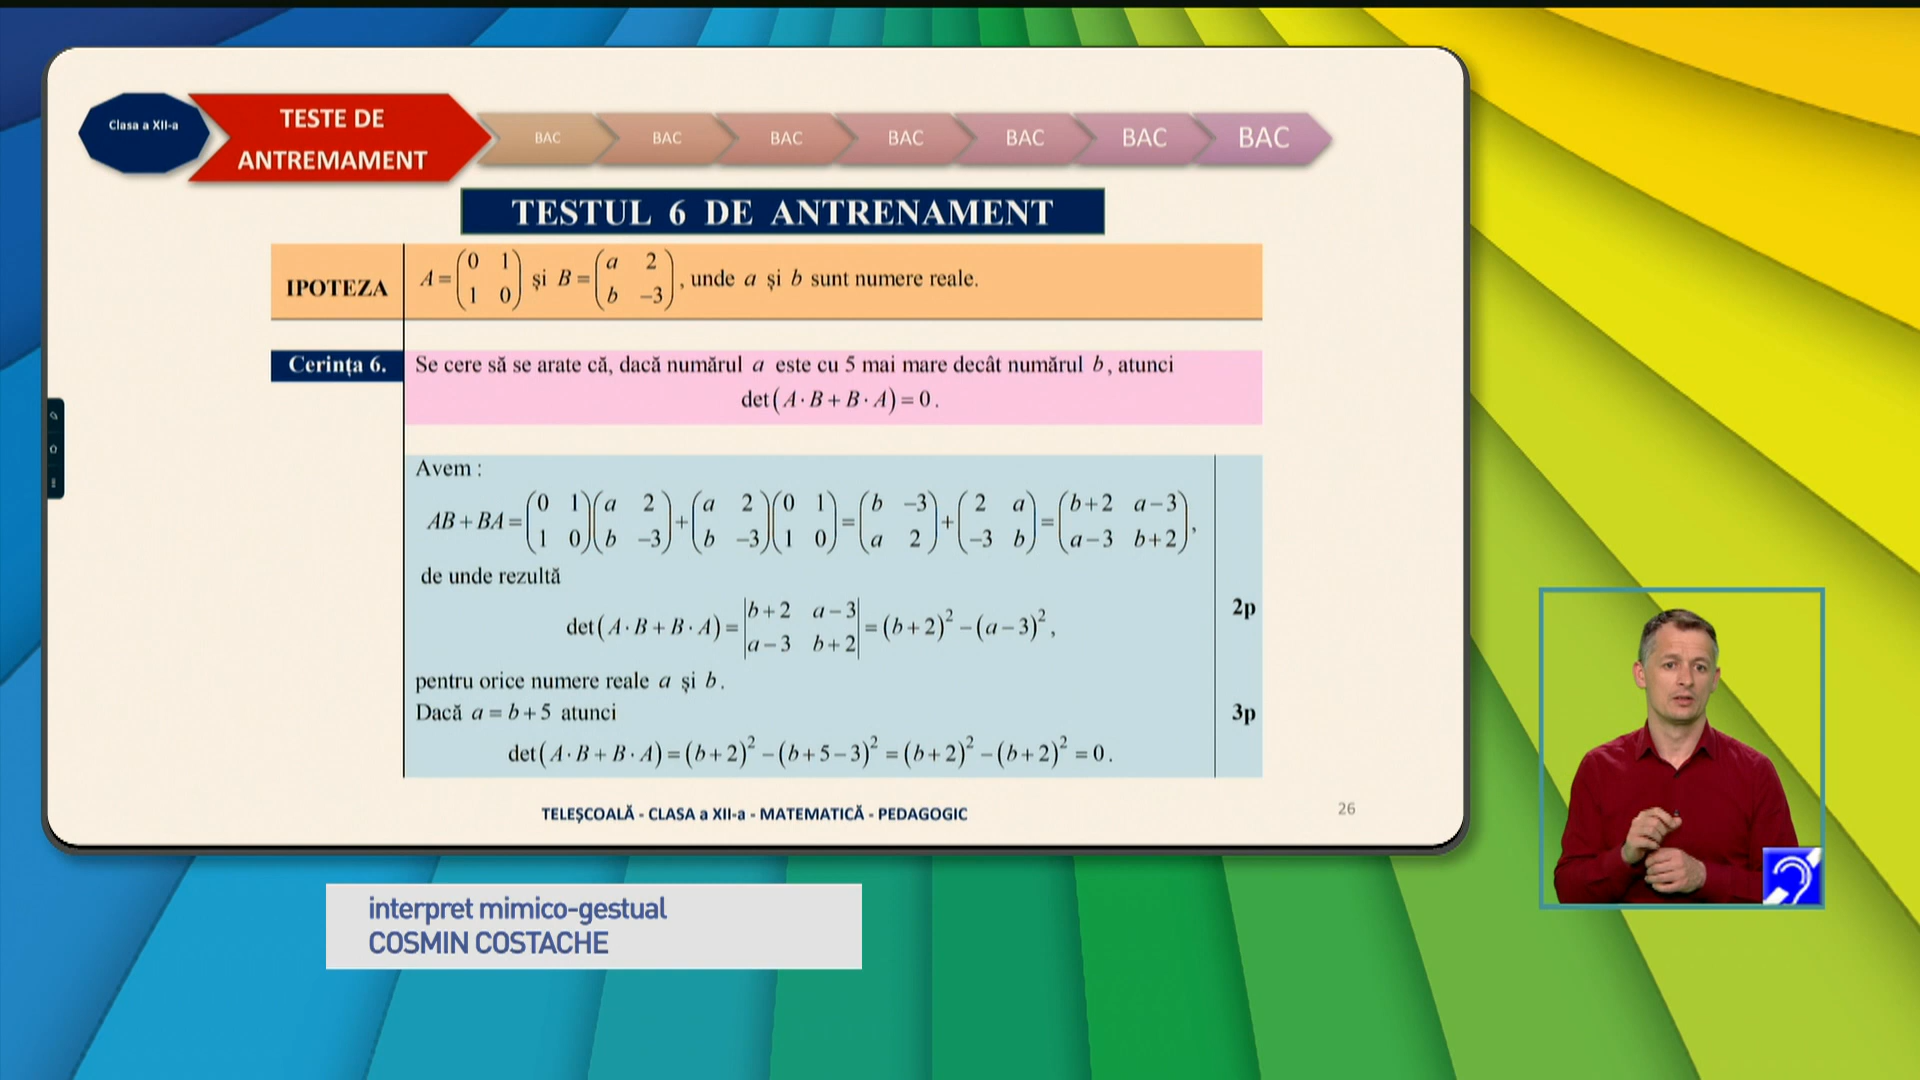 Clasa a XII-a
TESTE DE
ANTREMAMENT
BAC BAC BAC BAC BAC BAC BAC
TESTUL 6 DE ANTRENAMENT
IPOTEZA
A = (0 1; 1 0) și B = (a 2; b −3), unde a și b sunt numere reale.
Cerința 6.
Se cere să se arate că, dacă numărul a este cu 5 mai mare decât numărul b, atunci
det(A·B + B·A) = 0.
Avem :
AB + BA = (0 1; 1 0)(a 2; b −3) + (a 2; b −3)(0 1; 1 0) = (b −3; a 2) + (2 a; −3 b) = (b+2 a−3; a−3 b+2),
de unde rezultă
det(A·B + B·A) = |b+2 a−3; a−3 b+2| = (b+2)² − (a−3)²,
2p
pentru orice numere reale a și b.
Dacă a = b+5 atunci
3p
det(A·B + B·A) = (b+2)² − (b+5−3)² = (b+2)² − (b+2)² = 0.
TELEȘCOALĂ - CLASA a XII-a - MATEMATICĂ - PEDAGOGIC
26
interpret mimico-gestual
COSMIN COSTACHE